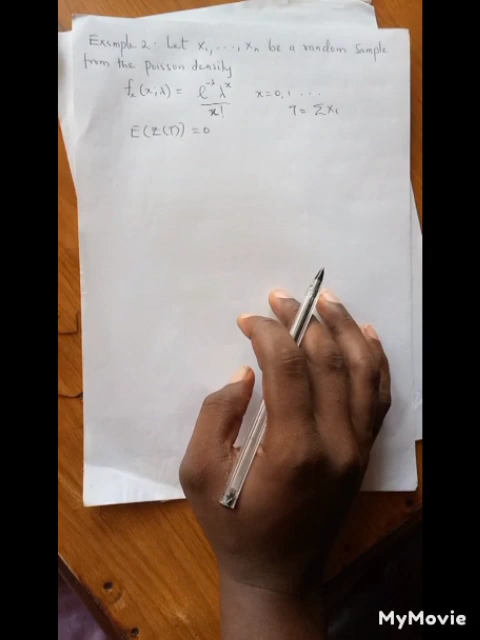 Example 2: Let x₁, ..., xₙ be a random sample
from the poisson density
fₓ(x,λ) = e^-λ λ^x / x! x=0,1 ...
T = Σxᵢ
E(Z(T)) = 0
MyMovie